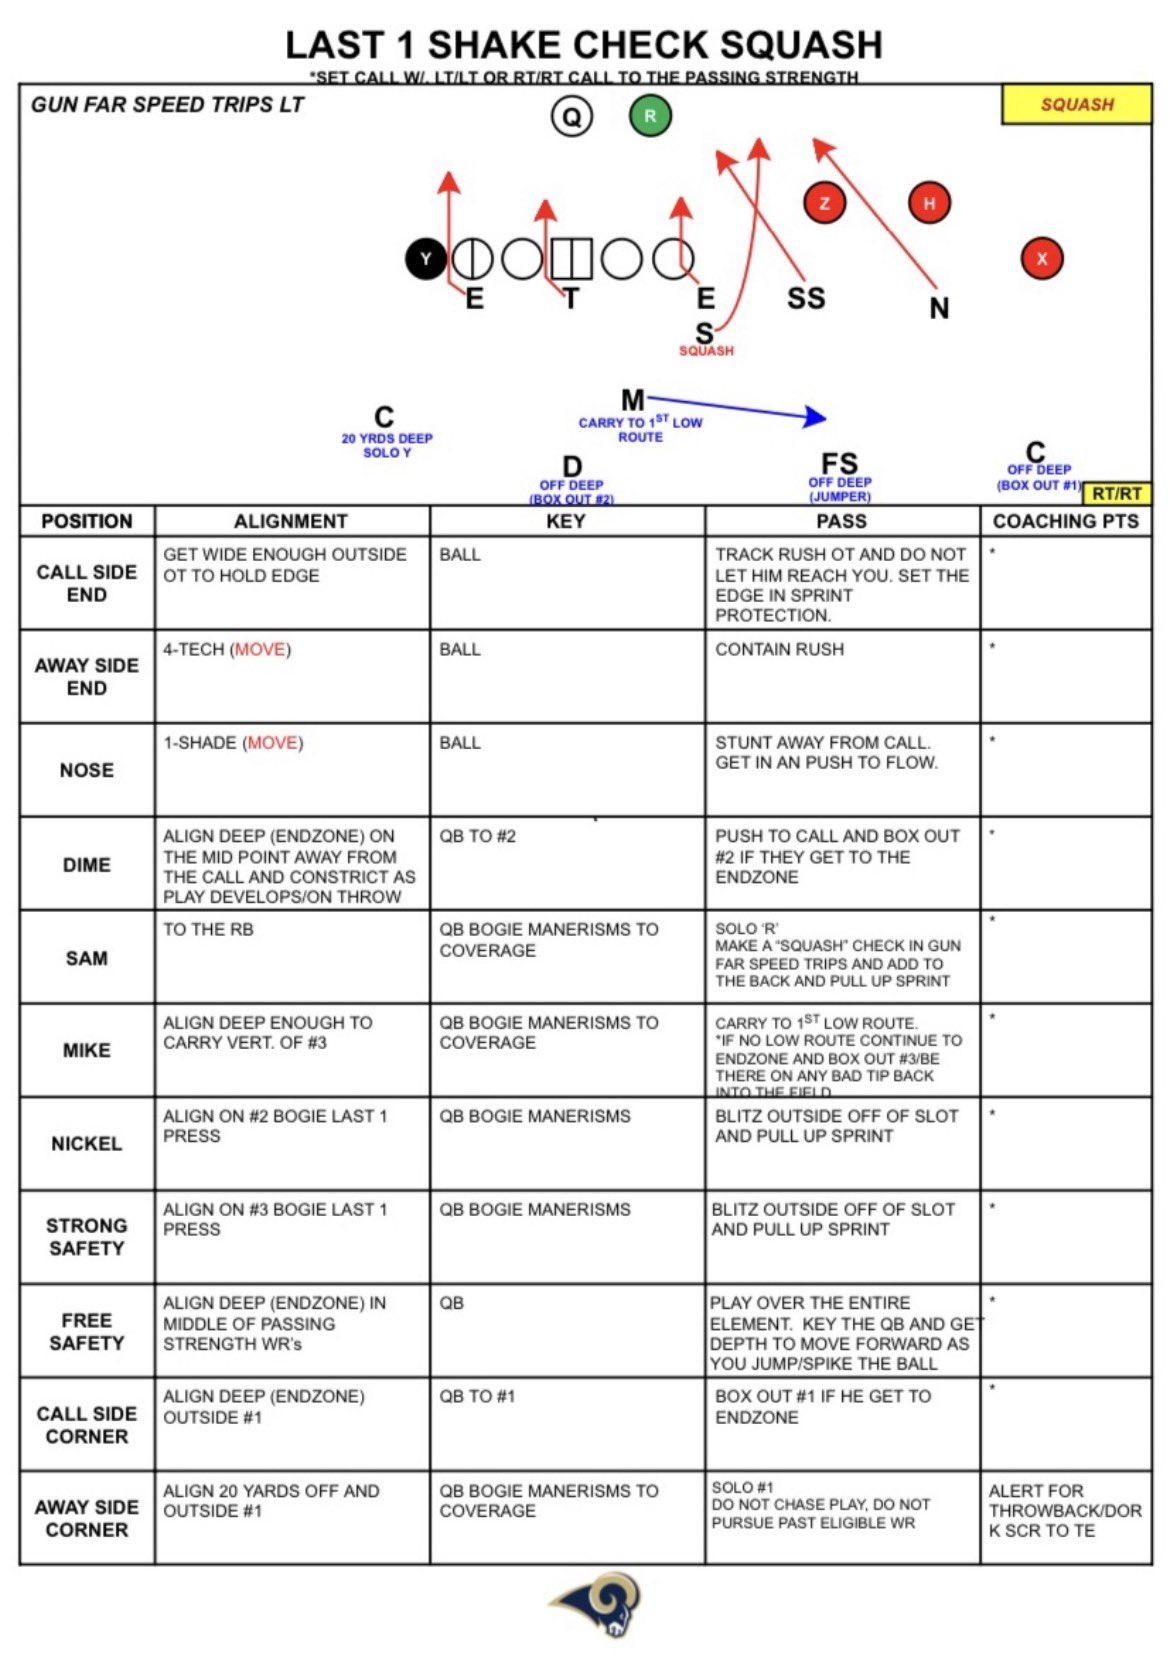 LAST 1 SHAKE CHECK SQUASH
*SET CALL W/. LT/LT OR RT/RT CALL TO THE PASSING STRENGTH
GUN FAR SPEED TRIPS LT
SQUASH
Q
R
Z
H
Y
X
E
T
E
SS
N
S
SQUASH
M
CARRY TO 1ST LOW
ROUTE
C
20 YRDS DEEP
SOLO Y
D
OFF DEEP
(BOX OUT #2)
FS
OFF DEEP
(JUMPER)
C
OFF DEEP
(BOX OUT #1)
RT/RT
POSITION
ALIGNMENT
KEY
PASS
COACHING PTS
CALL SIDE
END
GET WIDE ENOUGH OUTSIDE
OT TO HOLD EDGE
BALL
TRACK RUSH OT AND DO NOT
LET HIM REACH YOU. SET THE
EDGE IN SPRINT
PROTECTION.
*
AWAY SIDE
END
4-TECH (MOVE)
BALL
CONTAIN RUSH
*
NOSE
1-SHADE (MOVE)
BALL
STUNT AWAY FROM CALL.
GET IN AN PUSH TO FLOW.
*
DIME
ALIGN DEEP (ENDZONE) ON
THE MID POINT AWAY FROM
THE CALL AND CONSTRICT AS
PLAY DEVELOPS/ON THROW
QB TO #2
PUSH TO CALL AND BOX OUT
#2 IF THEY GET TO THE
ENDZONE
*
SAM
TO THE RB
QB BOGIE MANERISMS TO
COVERAGE
SOLO ‘R’
MAKE A “SQUASH” CHECK IN GUN
FAR SPEED TRIPS AND ADD TO
THE BACK AND PULL UP SPRINT
*
MIKE
ALIGN DEEP ENOUGH TO
CARRY VERT. OF #3
QB BOGIE MANERISMS TO
COVERAGE
CARRY TO 1ST LOW ROUTE.
*IF NO LOW ROUTE CONTINUE TO
ENDZONE AND BOX OUT #3/BE
THERE ON ANY BAD TIP BACK
INTO THE FIELD
*
NICKEL
ALIGN ON #2 BOGIE LAST 1
PRESS
QB BOGIE MANERISMS
BLITZ OUTSIDE OFF OF SLOT
AND PULL UP SPRINT
*
STRONG
SAFETY
ALIGN ON #3 BOGIE LAST 1
PRESS
QB BOGIE MANERISMS
BLITZ OUTSIDE OFF OF SLOT
AND PULL UP SPRINT
*
FREE
SAFETY
ALIGN DEEP (ENDZONE) IN
MIDDLE OF PASSING
STRENGTH WR's
QB
PLAY OVER THE ENTIRE
ELEMENT. KEY THE QB AND GET
DEPTH TO MOVE FORWARD AS
YOU JUMP/SPIKE THE BALL
*
CALL SIDE
CORNER
ALIGN DEEP (ENDZONE)
OUTSIDE #1
QB TO #1
BOX OUT #1 IF HE GET TO
ENDZONE
*
AWAY SIDE
CORNER
ALIGN 20 YARDS OFF AND
OUTSIDE #1
QB BOGIE MANERISMS TO
COVERAGE
SOLO #1
DO NOT CHASE PLAY, DO NOT
PURSUE PAST ELIGIBLE WR
ALERT FOR
THROWBACK/DOR
K SCR TO TE